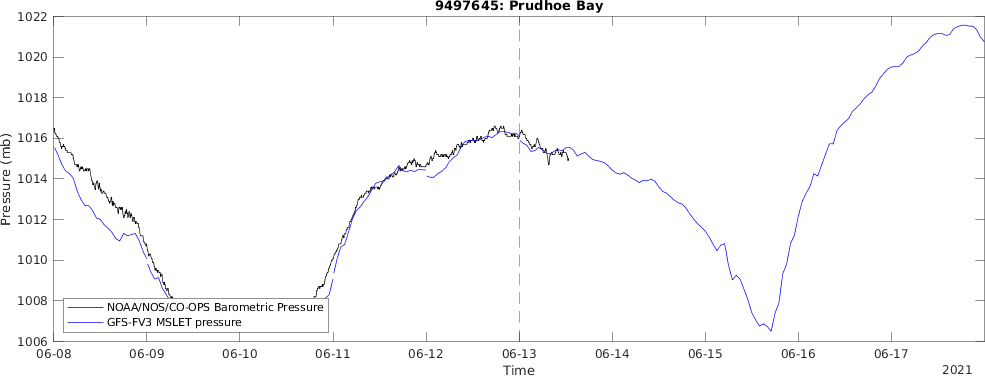 9497645: Prudhoe Bay
1022
1020
1018
1016
1014
1012
1010
1008
1006
Pressure (mb)
NOAA/NOS/CO-OPS Barometric Pressure
GFS-FV3 MSLET pressure
06-08 06-09 06-10 06-11 06-12 06-13 06-14 06-15 06-16 06-17
Time
2021